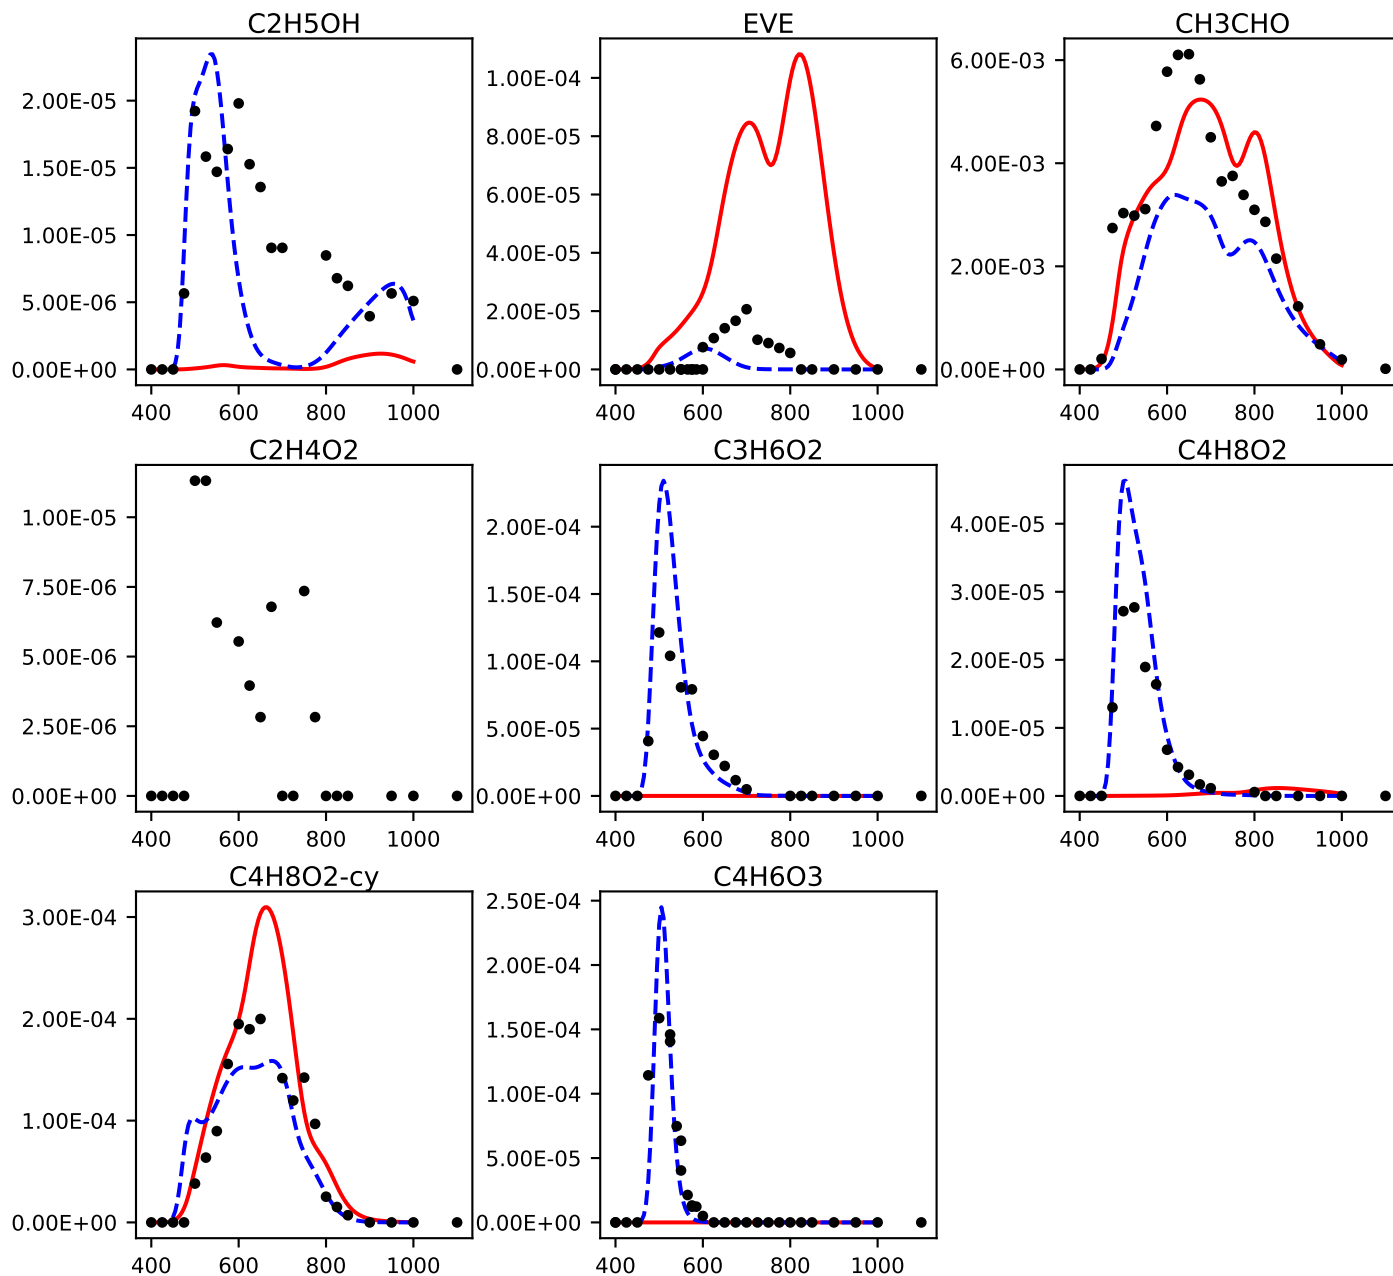 C2H5OH
2.00E-05
1.50E-05
1.00E-05
5.00E-06
0.00E+00
400 600 800 1000
EVE
1.00E-04
8.00E-05
6.00E-05
4.00E-05
2.00E-05
0.00E+00
400 600 800 1000
CH3CHO
6.00E-03
4.00E-03
2.00E-03
0.00E+00
400 600 800 1000
C2H4O2
1.00E-05
7.50E-06
5.00E-06
2.50E-06
0.00E+00
400 600 800 1000
C3H6O2
2.00E-04
1.50E-04
1.00E-04
5.00E-05
0.00E+00
400 600 800 1000
C4H8O2
4.00E-05
3.00E-05
2.00E-05
1.00E-05
0.00E+00
400 600 800 1000
C4H8O2-cy
3.00E-04
2.00E-04
1.00E-04
0.00E+00
400 600 800 1000
C4H6O3
2.50E-04
2.00E-04
1.50E-04
1.00E-04
5.00E-05
0.00E+00
400 600 800 1000